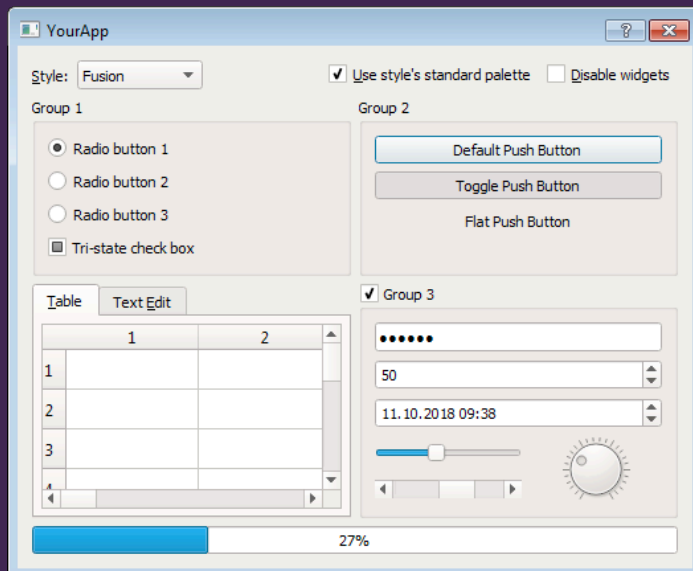 YourApp
Style: Fusion Use style's standard palette Disable widgets
Group 1
Radio button 1
Radio button 2
Radio button 3
Tri-state check box
Group 2
Default Push Button
Toggle Push Button
Flat Push Button
Table Text Edit
1 2
1
2
3
4
Group 3
••••••
50
11.10.2018 09:38
27%